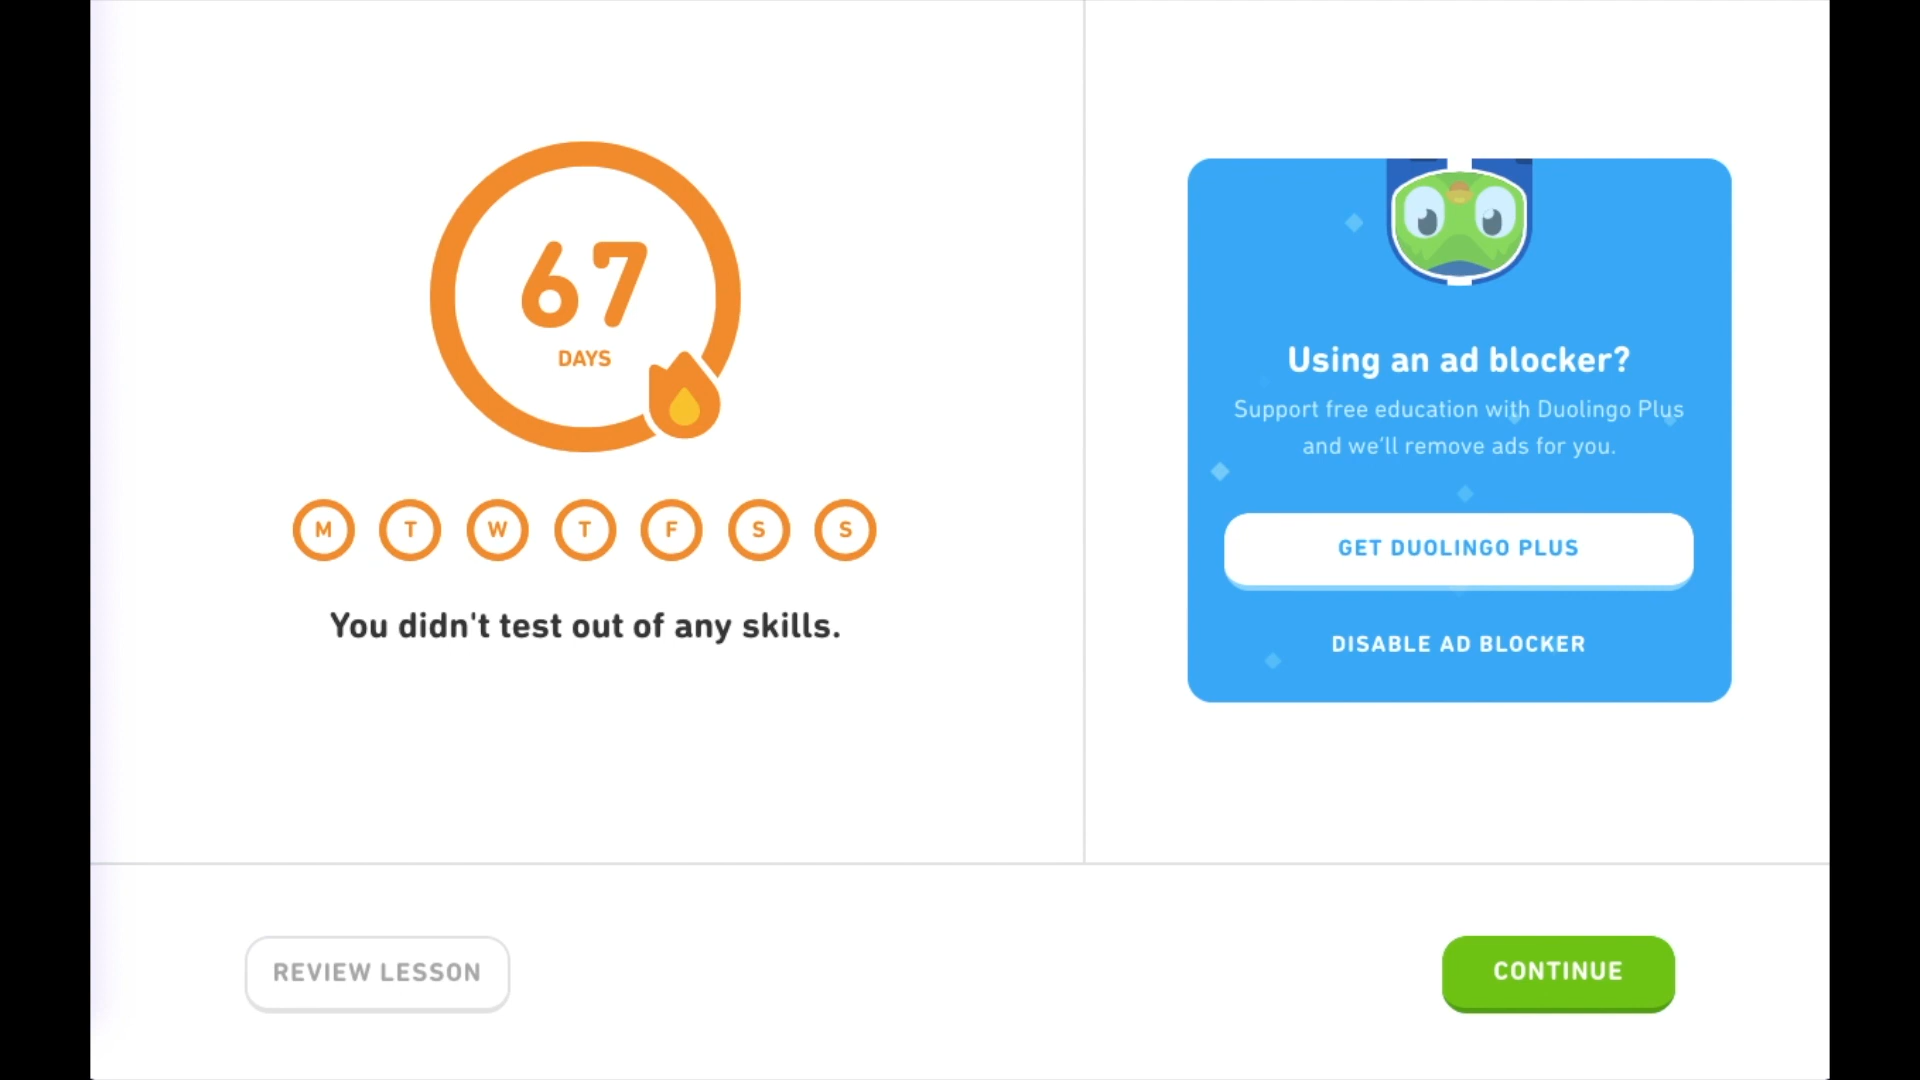 67
DAYS
M T W T F S S
You didn't test out of any skills.
Using an ad blocker?
Support free education with Duolingo Plus
and we'll remove ads for you.
GET DUOLINGO PLUS
DISABLE AD BLOCKER
REVIEW LESSON
CONTINUE